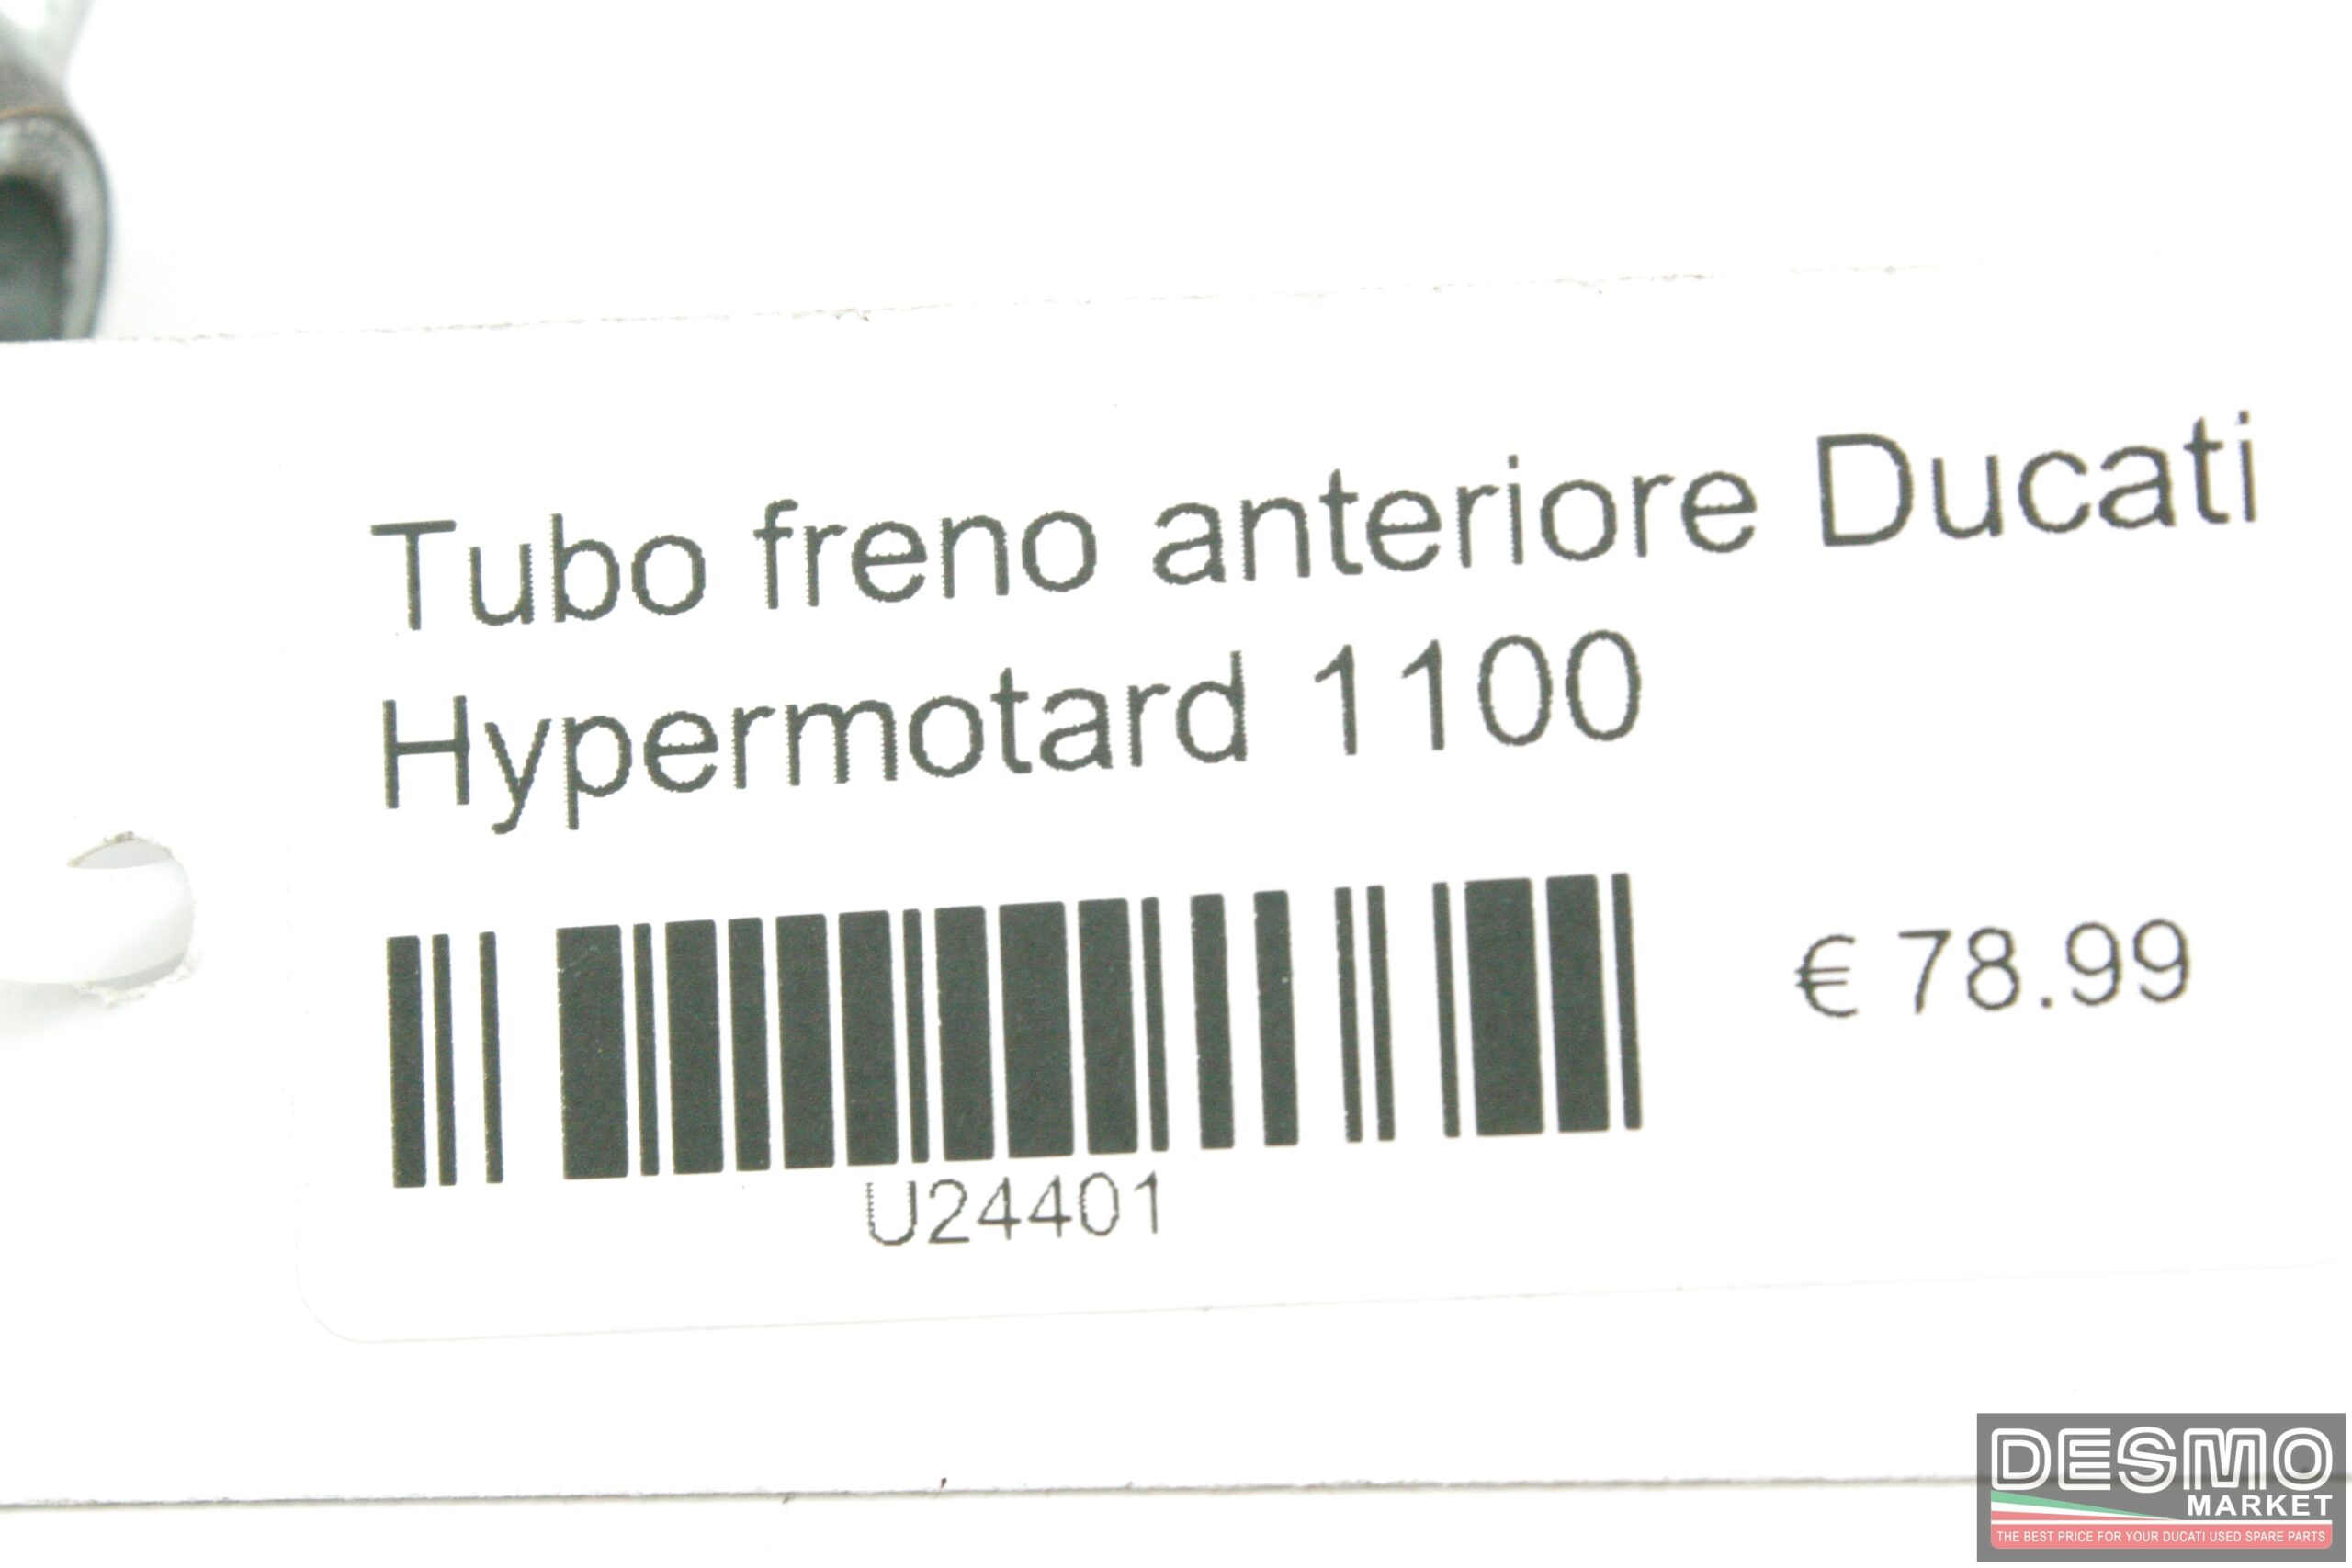 Tubo freno anteriore Ducati
Hypermotard 1100
€ 78.99
U24401
DESMO
MARKET
THE BEST PRICE FOR YOUR DUCATI USED SPARE PARTS